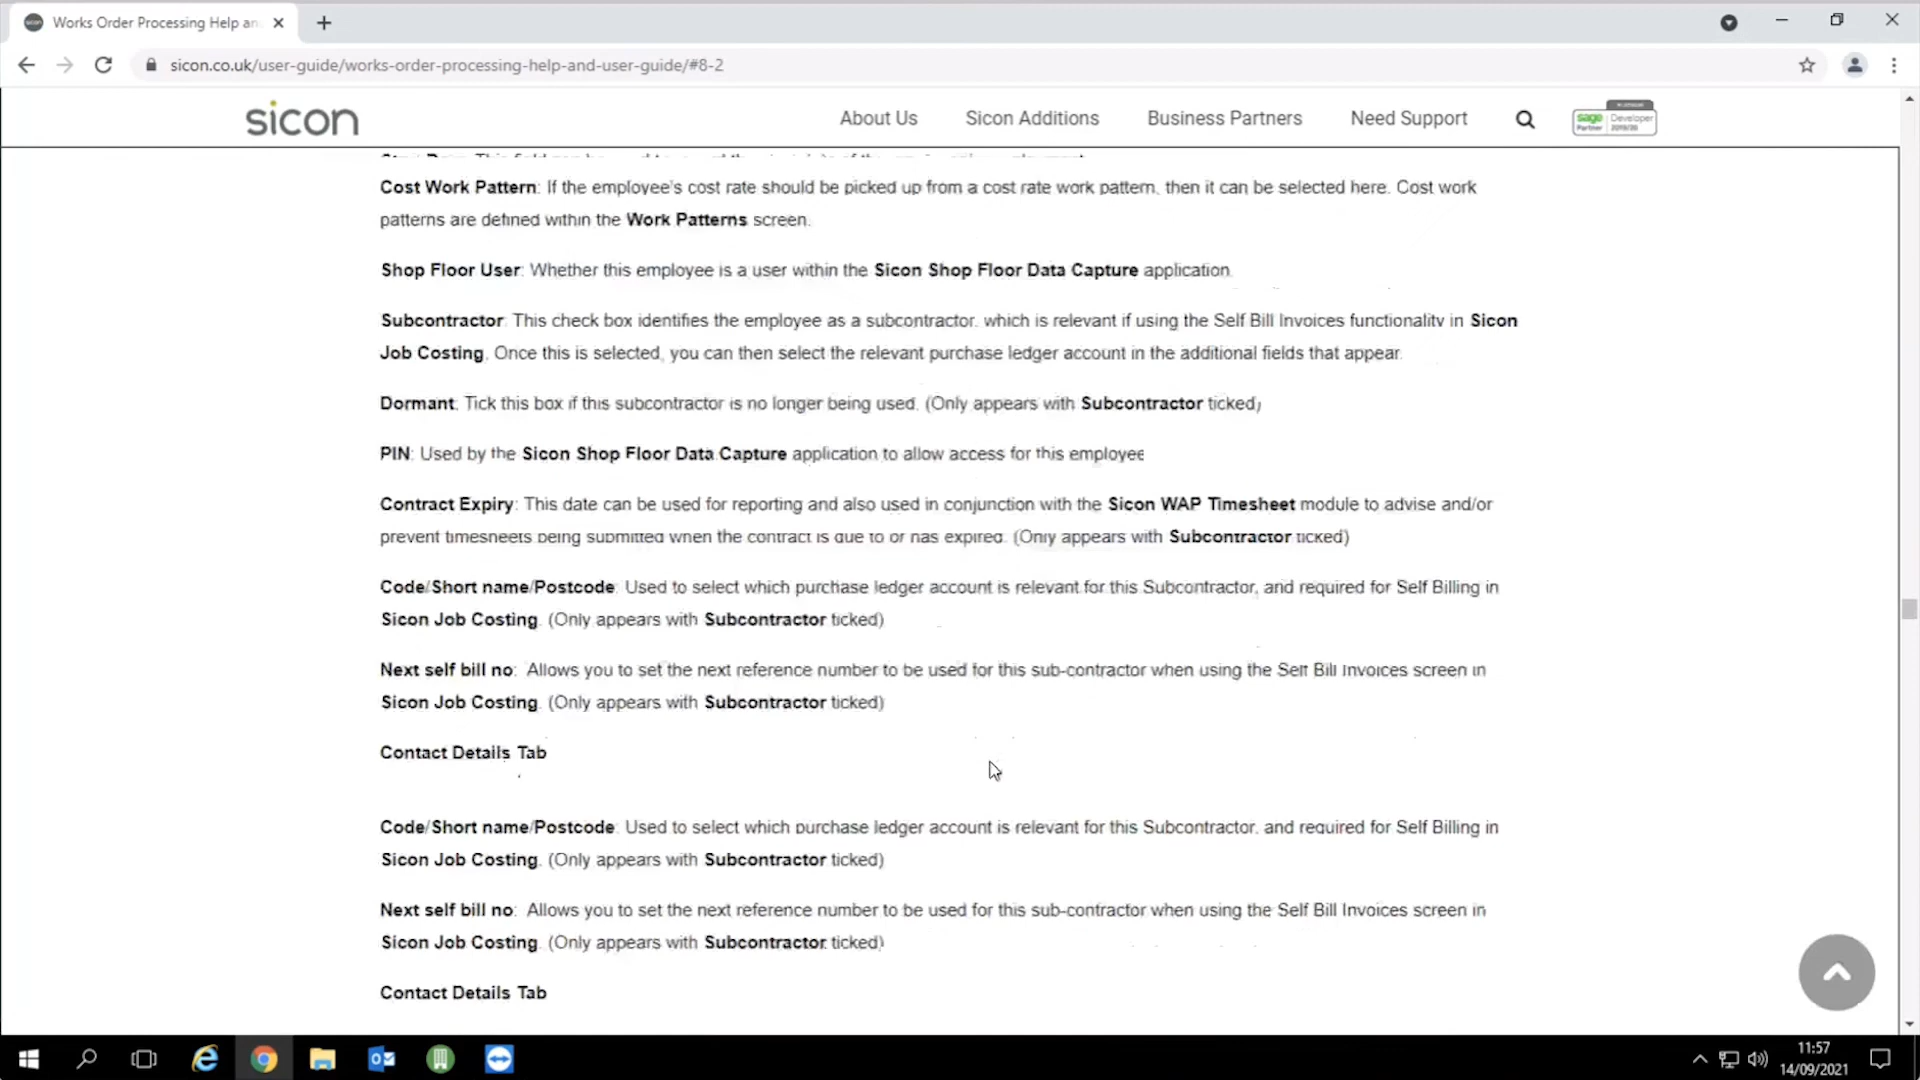 Works Order Processing Help an
sicon.co.uk/user-guide/works-order-processing-help-and-user-guide/#8-2
sicon
About Us
Sicon Additions
Business Partners
Need Support
sage Developer
Partner 2019/20
Cost Work Pattern: If the employee's cost rate should be picked up from a cost rate work pattern, then it can be selected here. Cost work
patterns are defined within the Work Patterns screen.
Shop Floor User: Whether this employee is a user within the Sicon Shop Floor Data Capture application.
Subcontractor: This check box identifies the employee as a subcontractor, which is relevant if using the Self Bill Invoices functionality in Sicon
Job Costing. Once this is selected, you can then select the relevant purchase ledger account in the additional fields that appear.
Dormant: Tick this box if this subcontractor is no longer being used. (Only appears with Subcontractor ticked)
PIN: Used by the Sicon Shop Floor Data Capture application to allow access for this employee
Contract Expiry: This date can be used for reporting and also used in conjunction with the Sicon WAP Timesheet module to advise and/or
prevent timesheets being submitted when the contract is due to or has expired. (Only appears with Subcontractor ticked)
Code/Short name/Postcode: Used to select which purchase ledger account is relevant for this Subcontractor, and required for Self Billing in
Sicon Job Costing. (Only appears with Subcontractor ticked)
Next self bill no: Allows you to set the next reference number to be used for this sub-contractor when using the Self Bill Invoices screen in
Sicon Job Costing. (Only appears with Subcontractor ticked)
Contact Details Tab
Code/Short name/Postcode: Used to select which purchase ledger account is relevant for this Subcontractor, and required for Self Billing in
Sicon Job Costing. (Only appears with Subcontractor ticked)
Next self bill no: Allows you to set the next reference number to be used for this sub-contractor when using the Self Bill Invoices screen in
Sicon Job Costing. (Only appears with Subcontractor ticked)
Contact Details Tab
11:57
14/09/2021